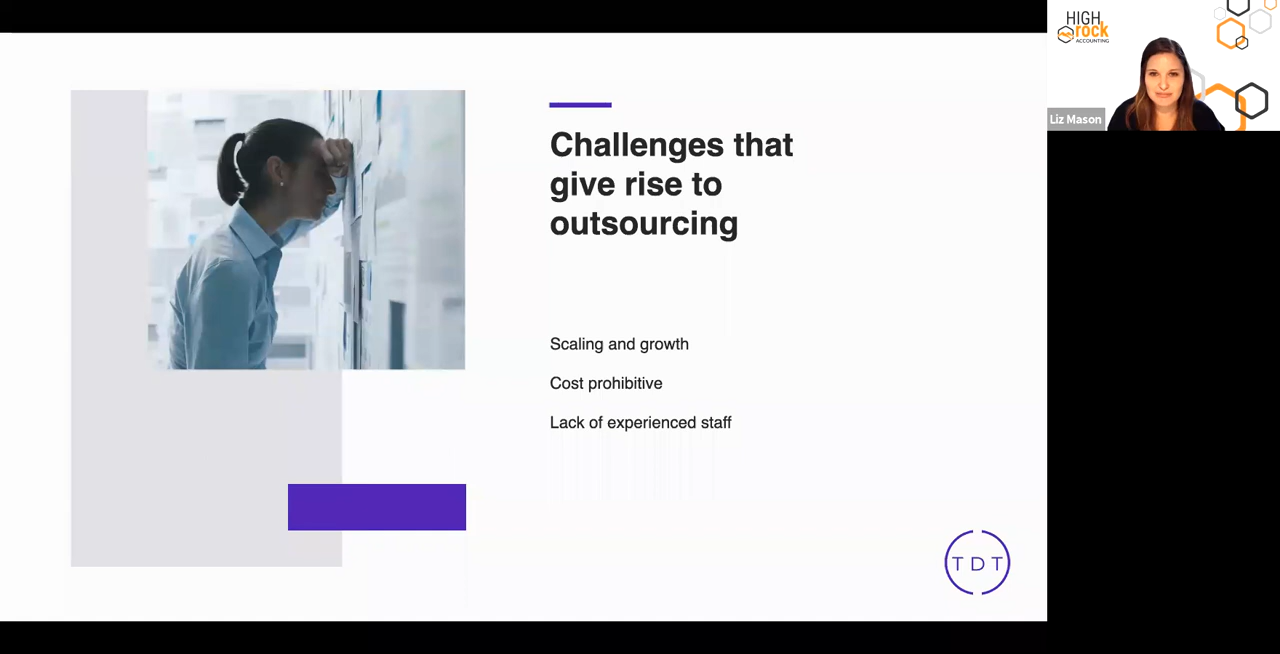 Challenges that
give rise to
outsourcing
Scaling and growth
Cost prohibitive
Lack of experienced staff
TDT
HIGH
rock
ACCOUNTING
Liz Mason